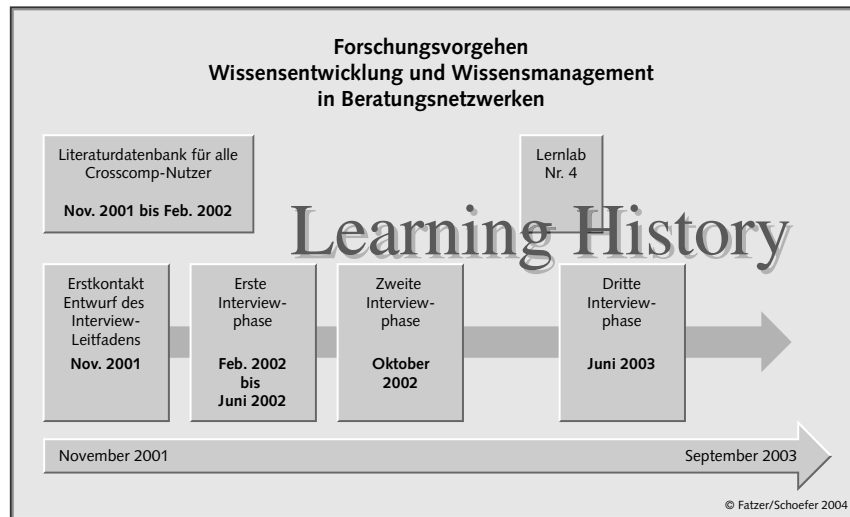 Forschungsvorgehen
Wissensentwicklung und Wissensmanagement
in Beratungsnetzwerken
Literaturdatenbank für alle
Crosscomp-Nutzer
Nov. 2001 bis Feb. 2002
Lernlab
Nr. 4
Learning History
Erstkontakt
Entwurf des
Interview-
Leitfadens
Nov. 2001
Erste
Interview-
phase
Feb. 2002
bis
Juni 2002
Zweite
Interview-
phase
Oktober
2002
Dritte
Interview-
phase
Juni 2003
November 2001
September 2003
© Fatzer/Schoefer 2004